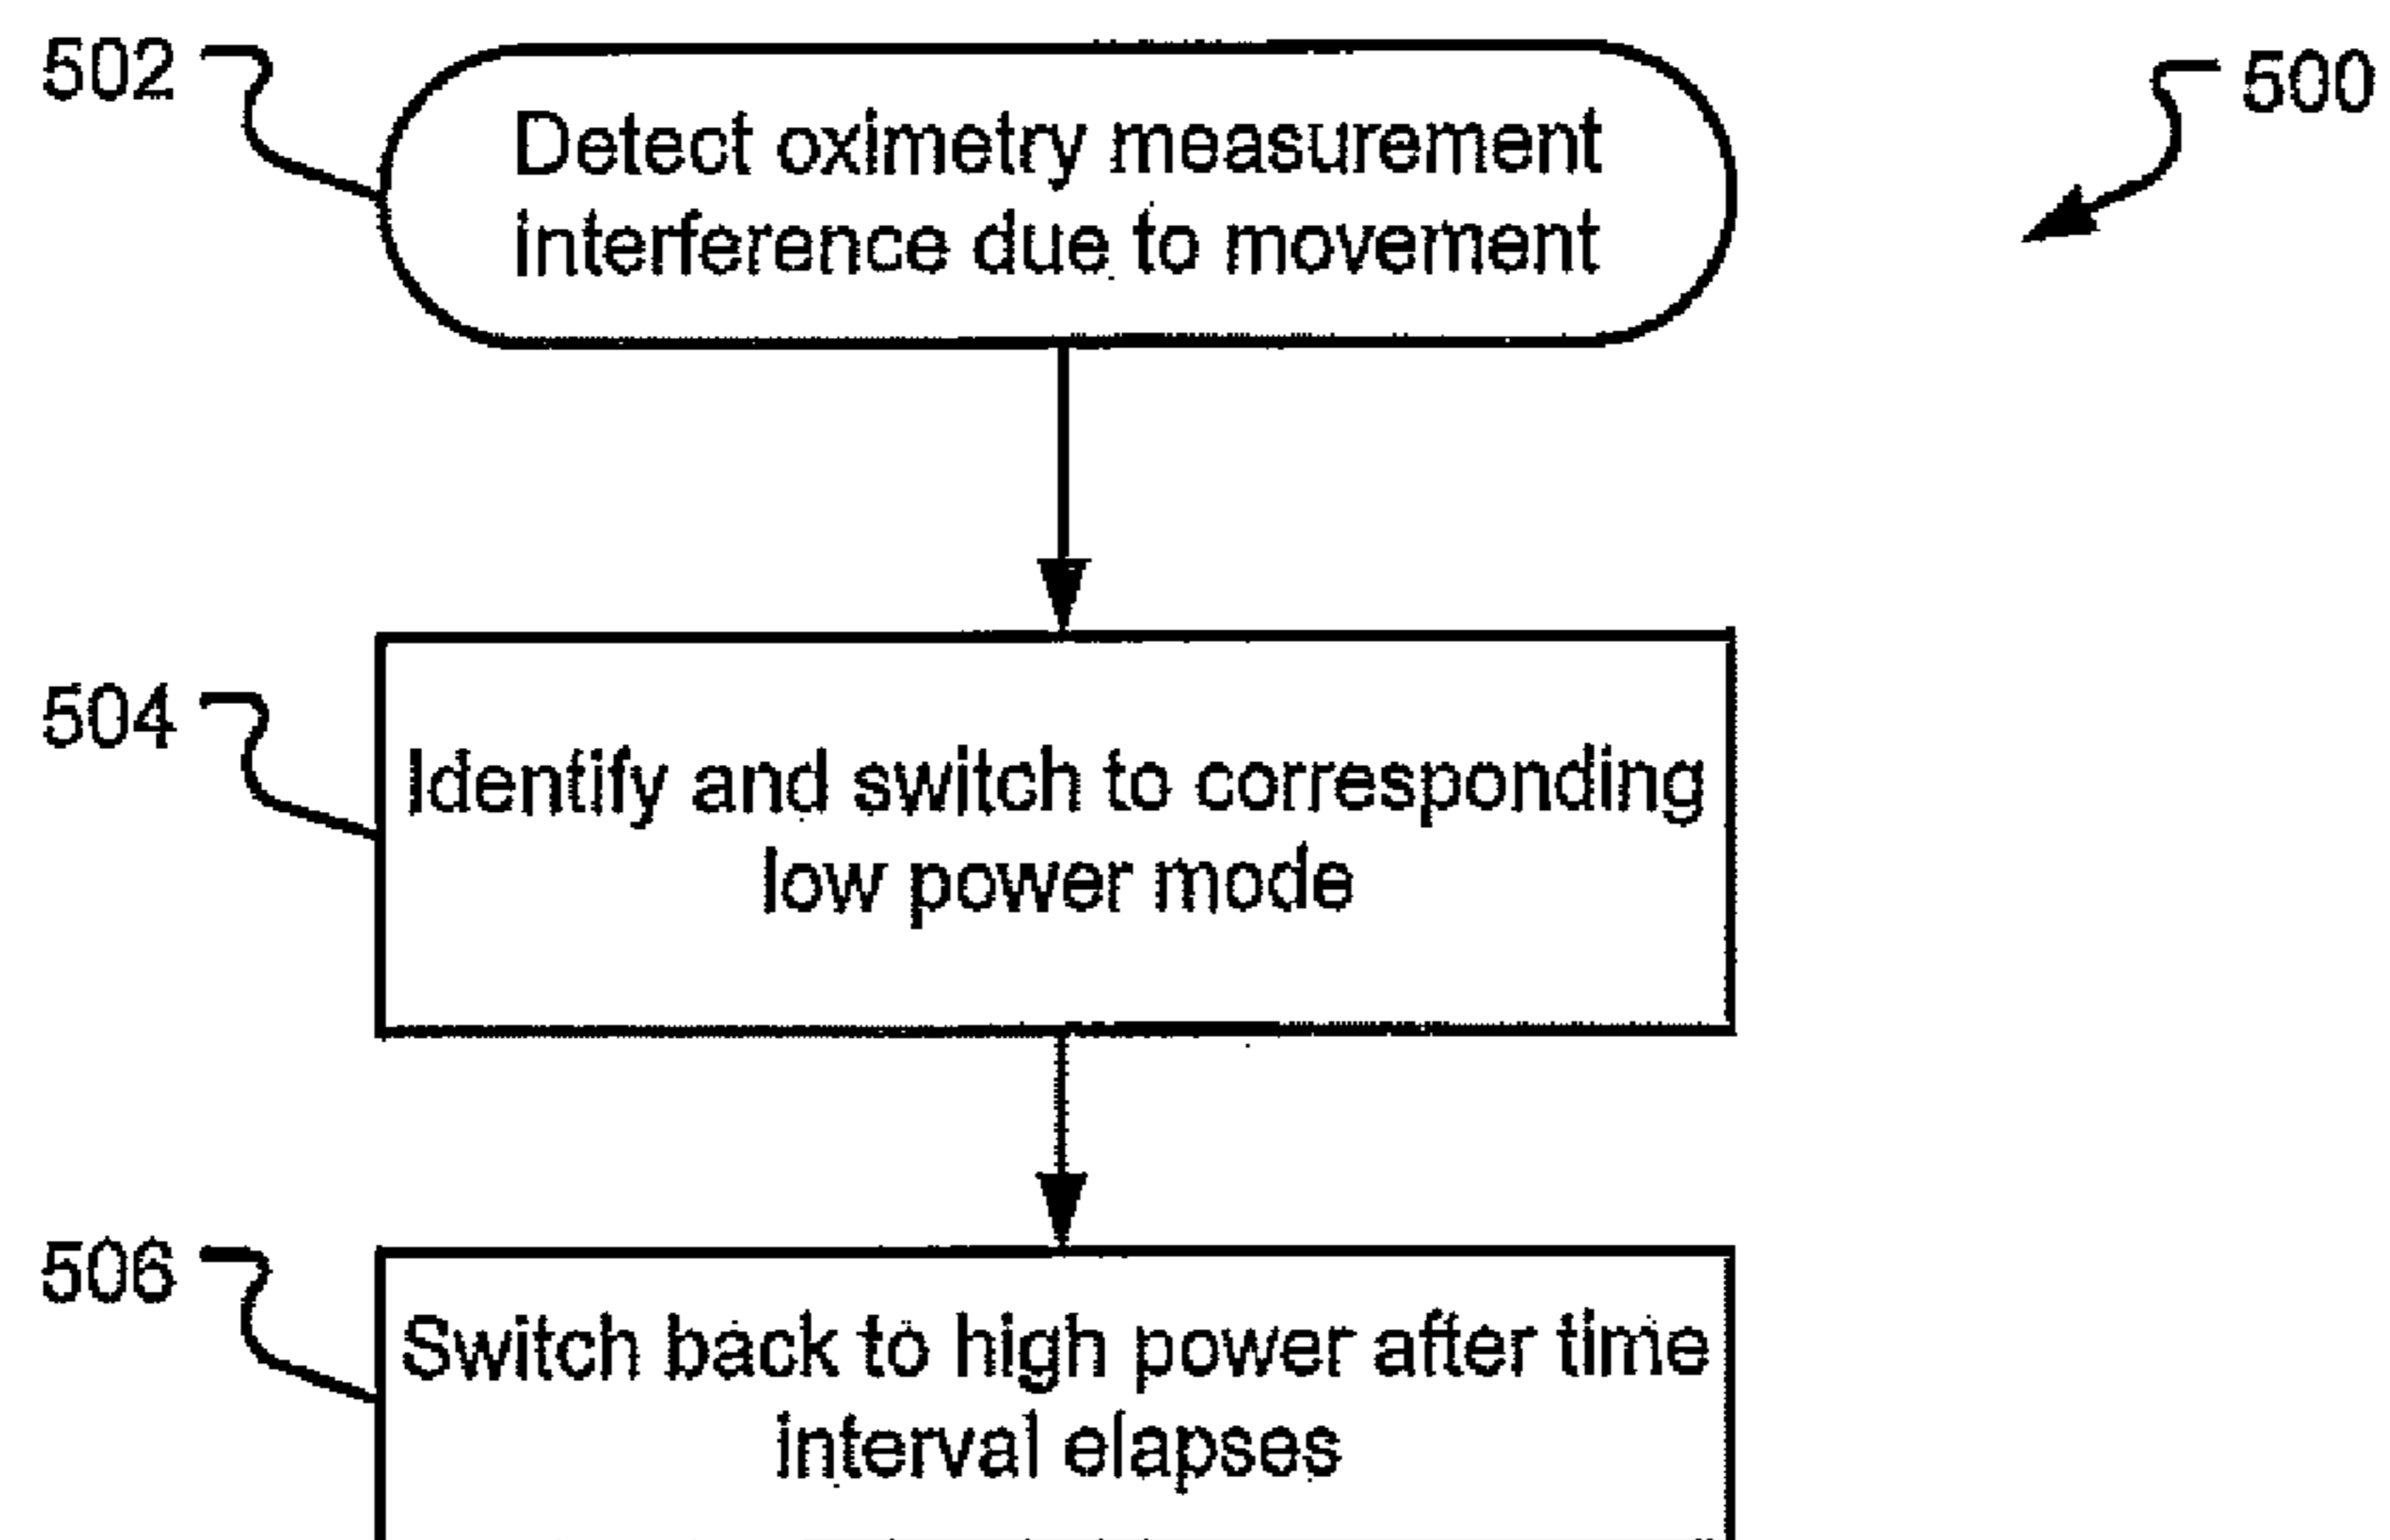 502
500
Detect oximetry measurement
interference due to movement
504
Identify and switch to corresponding
low power mode
506
Switch back to high power after time
interval elapses